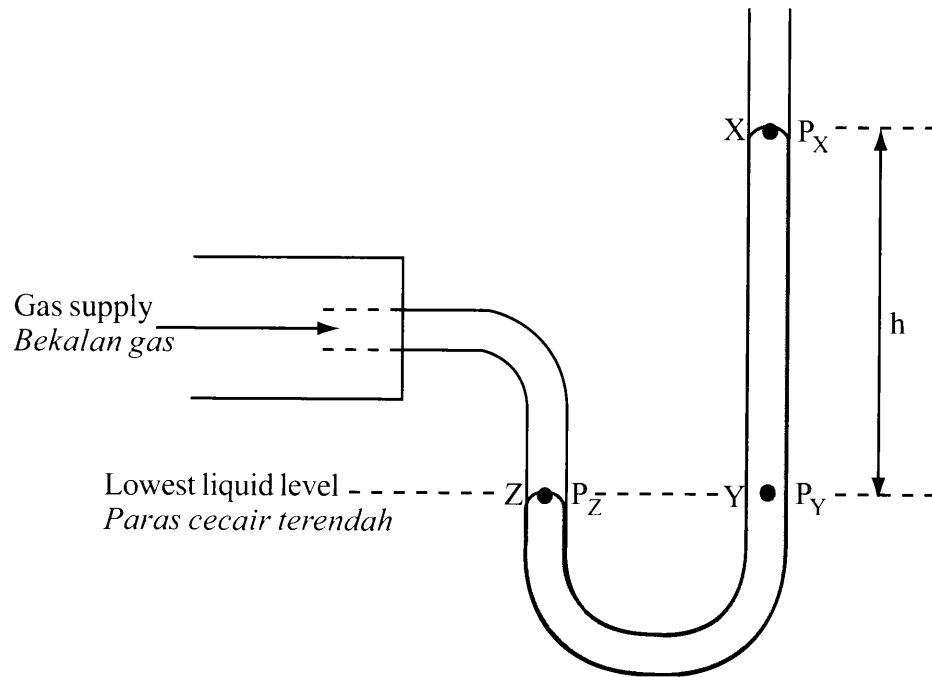 X P_X
Gas supply
Bekalan gas
h
Lowest liquid level
Paras cecair terendah
Z P_Z
Y P_Y